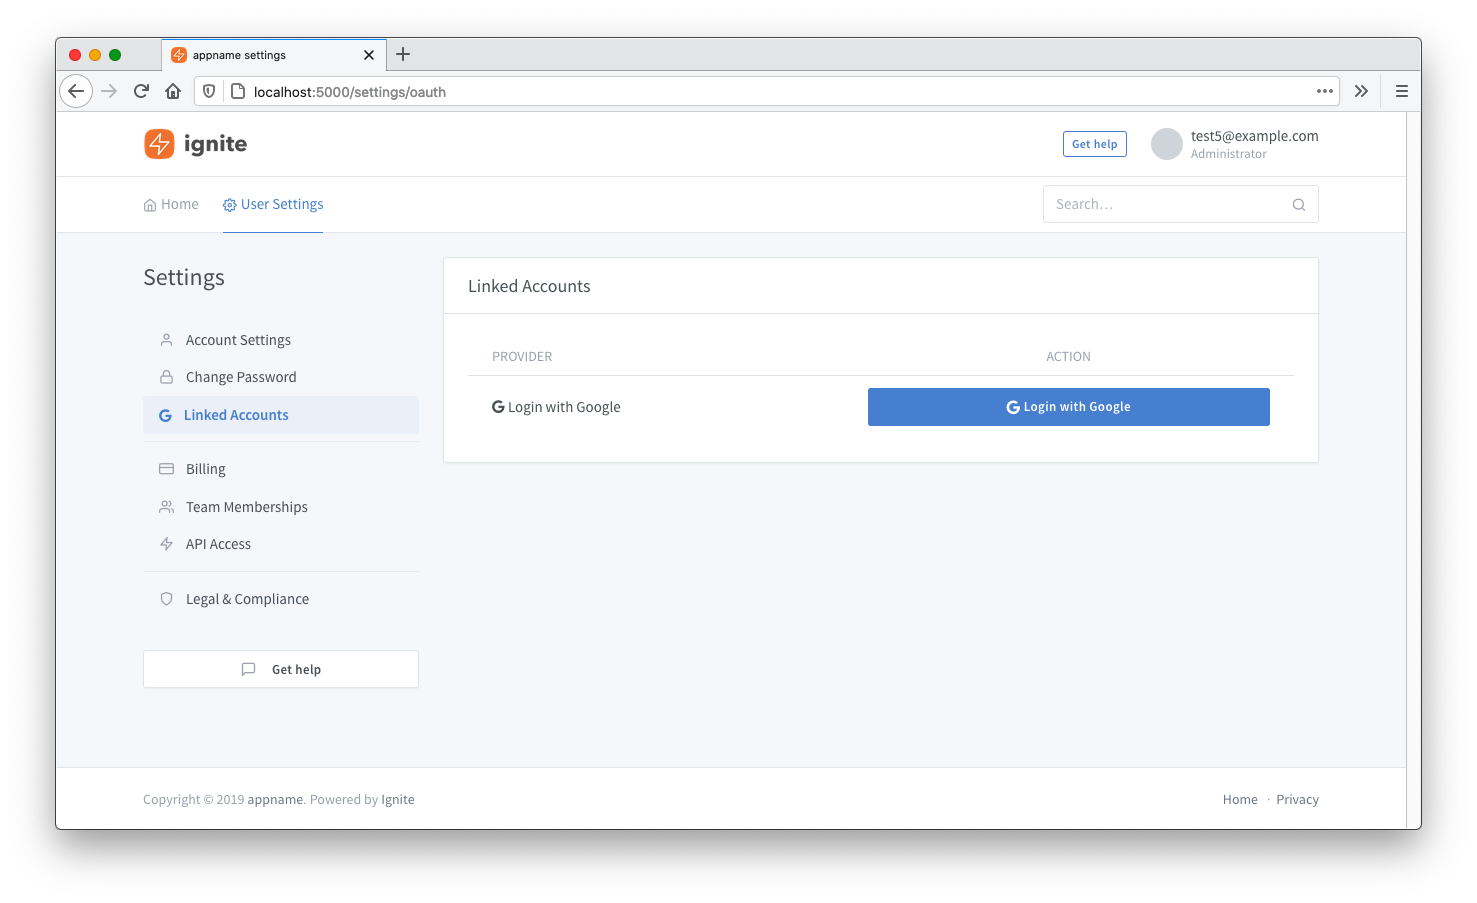 appname settings
localhost:5000/settings/oauth
ignite
Get help
test5@example.com
Administrator
Home
User Settings
Search...
Settings
Account Settings
Change Password
Linked Accounts
Billing
Team Memberships
API Access
Legal & Compliance
Get help
Linked Accounts
PROVIDER ACTION
Login with Google Login with Google
Copyright © 2019 appname. Powered by Ignite
Home · Privacy